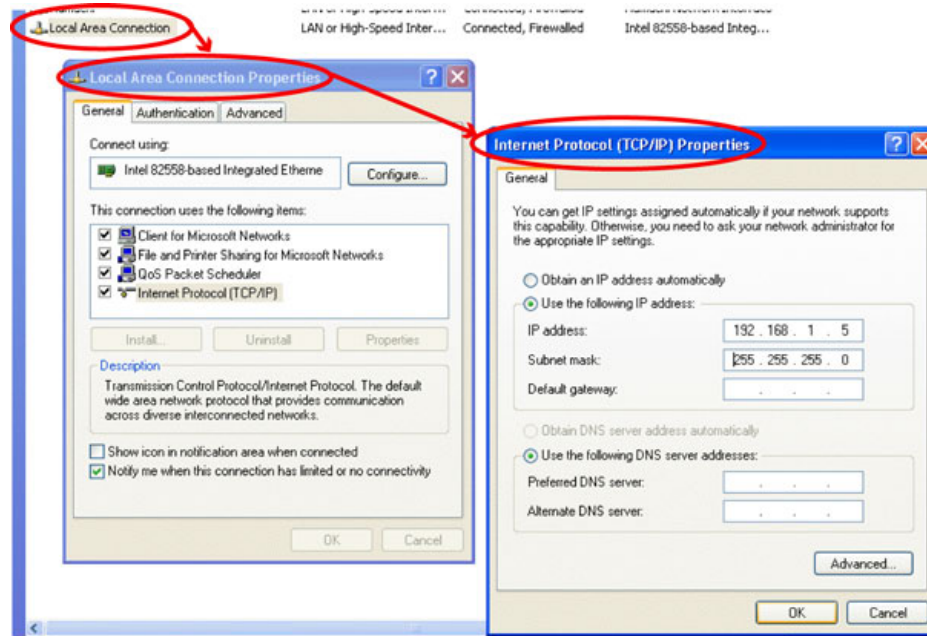 Local Area Connection LAN or High-Speed Inter... Connected, Firewalled Intel 82558-based Integ...
Local Area Connection Properties
General Authentication Advanced
Connect using:
Intel 82558-based Integrated Etherne Configure...
This connection uses the following items:
Client for Microsoft Networks
File and Printer Sharing for Microsoft Networks
QoS Packet Scheduler
Internet Protocol (TCP/IP)
Install... Uninstall Properties
Description
Transmission Control Protocol/Internet Protocol. The default
wide area network protocol that provides communication
across diverse interconnected networks.
Show icon in notification area when connected
Notify me when this connection has limited or no connectivity
OK Cancel
Internet Protocol (TCP/IP) Properties
General
You can get IP settings assigned automatically if your network supports
this capability. Otherwise, you need to ask your network administrator for
the appropriate IP settings.
Obtain an IP address automatically
Use the following IP address:
IP address: 192 . 168 . 1 . 5
Subnet mask: 255 . 255 . 255 . 0
Default gateway: . . .
Obtain DNS server address automatically
Use the following DNS server addresses:
Preferred DNS server: . . .
Alternate DNS server: . . .
Advanced...
OK Cancel